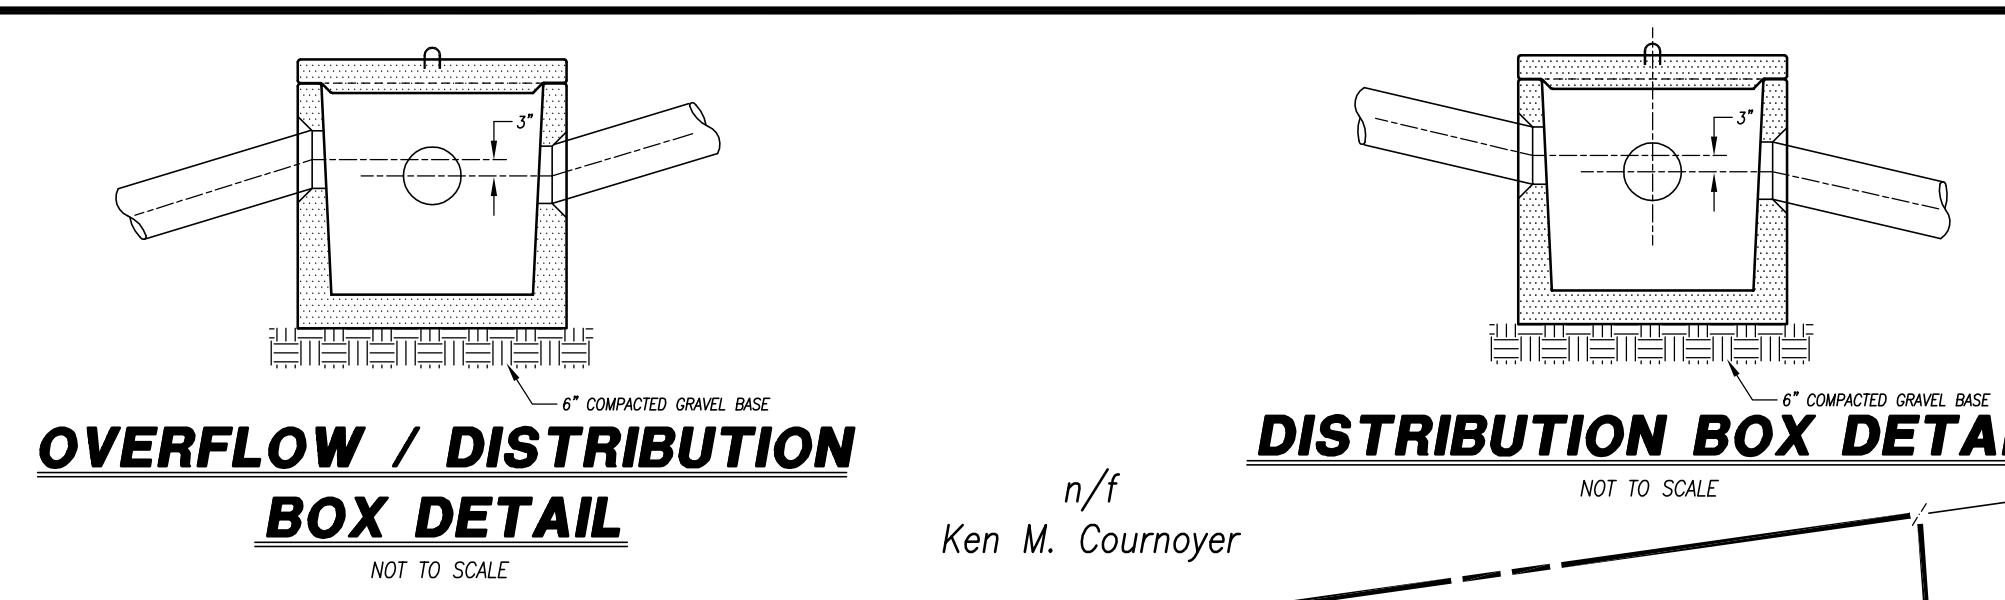 3"
6" COMPACTED GRAVEL BASE
OVERFLOW / DISTRIBUTION
BOX DETAIL
NOT TO SCALE
n/f
Ken M. Cournoyer
3"
6" COMPACTED GRAVEL BASE
DISTRIBUTION BOX DETAI
NOT TO SCALE